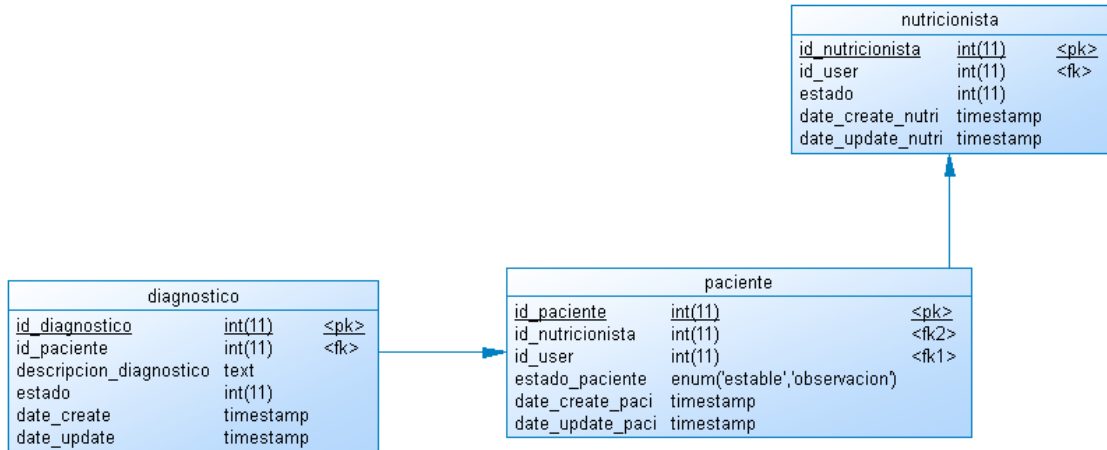 nutricionista
id_nutricionista int(11) <pk>
id_user int(11) <fk>
estado int(11)
date_create_nutri timestamp
date_update_nutri timestamp
diagnostico
id_diagnostico int(11) <pk>
id_paciente int(11) <fk>
descripcion_diagnostico text
estado int(11)
date_create timestamp
date_update timestamp
paciente
id_paciente int(11) <pk>
id_nutricionista int(11) <fk2>
id_user int(11) <fk1>
estado_paciente enum('estable','observacion')
date_create_paci timestamp
date_update_paci timestamp